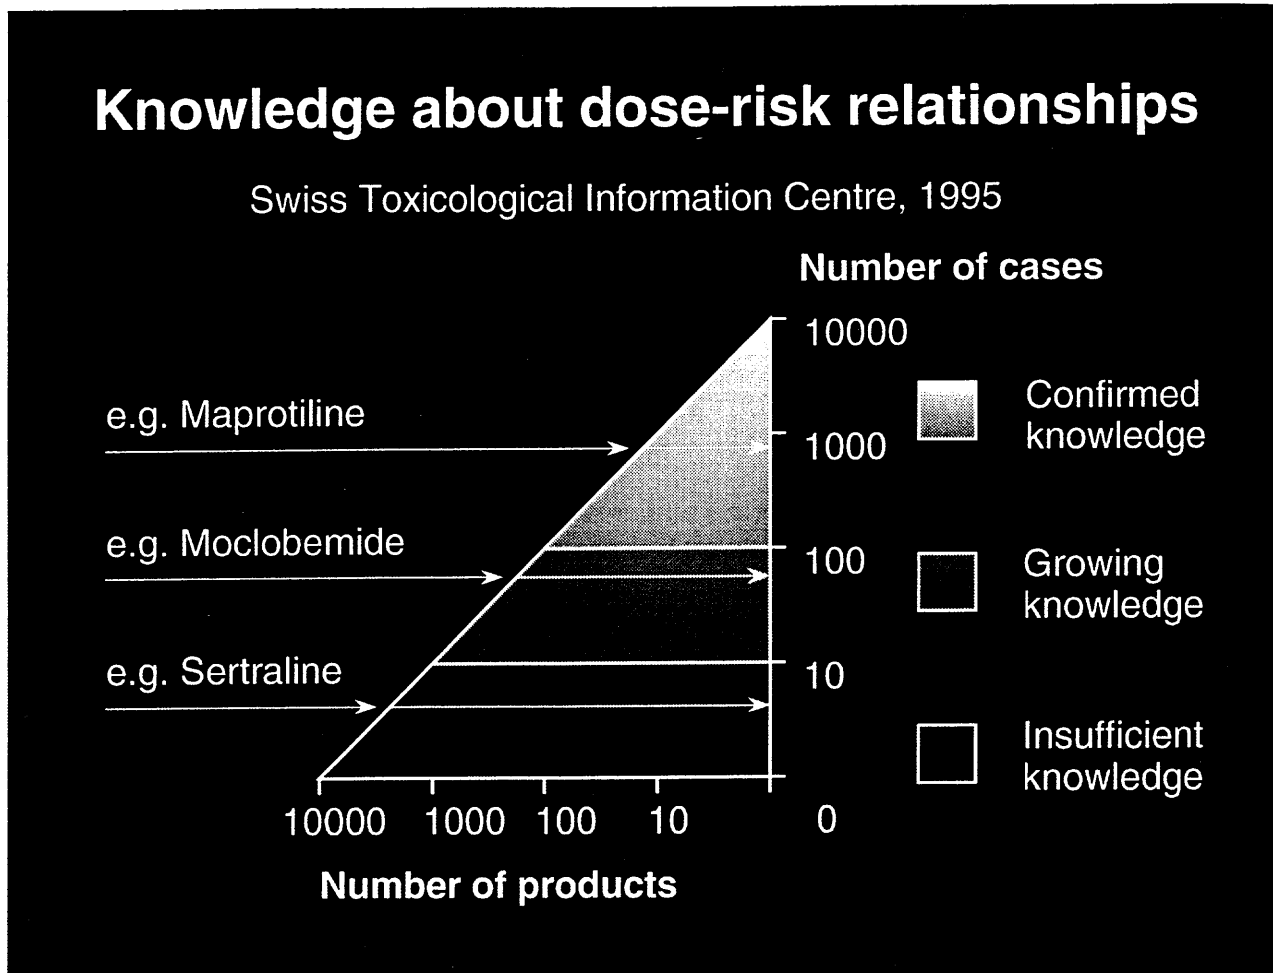 Knowledge about dose-risk relationships
Swiss Toxicological Information Centre, 1995
Number of cases
10000
1000
100
10
e.g. Maprotiline
e.g. Moclobemide
e.g. Sertraline
Confirmed
knowledge
Growing
knowledge
Insufficient
knowledge
10000 1000 100 10 0
Number of products